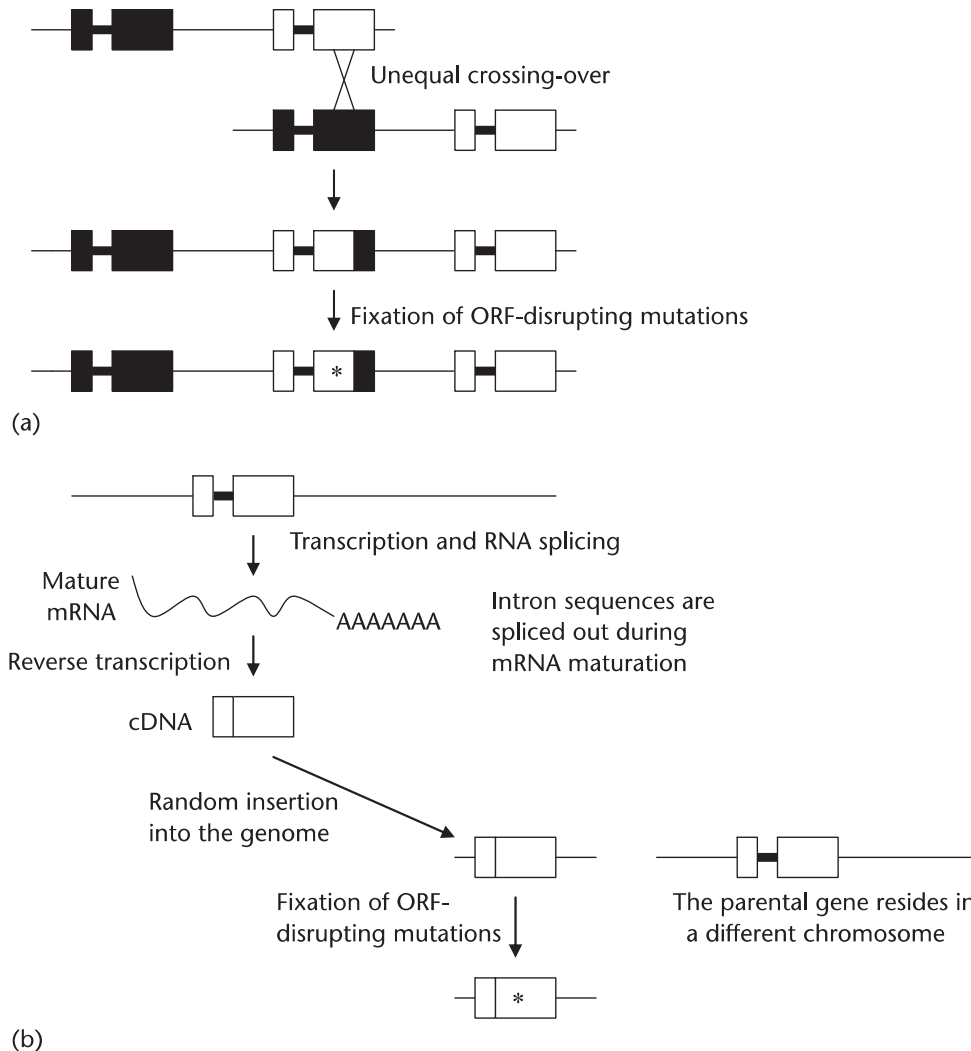 Unequal crossing-over
Fixation of ORF-disrupting mutations
*
(a)
Transcription and RNA splicing
Mature
mRNA
AAAAAAA
Intron sequences are
spliced out during
mRNA maturation
Reverse transcription
cDNA
Random insertion
into the genome
Fixation of ORF-
disrupting mutations
The parental gene resides in
a different chromosome
*
(b)